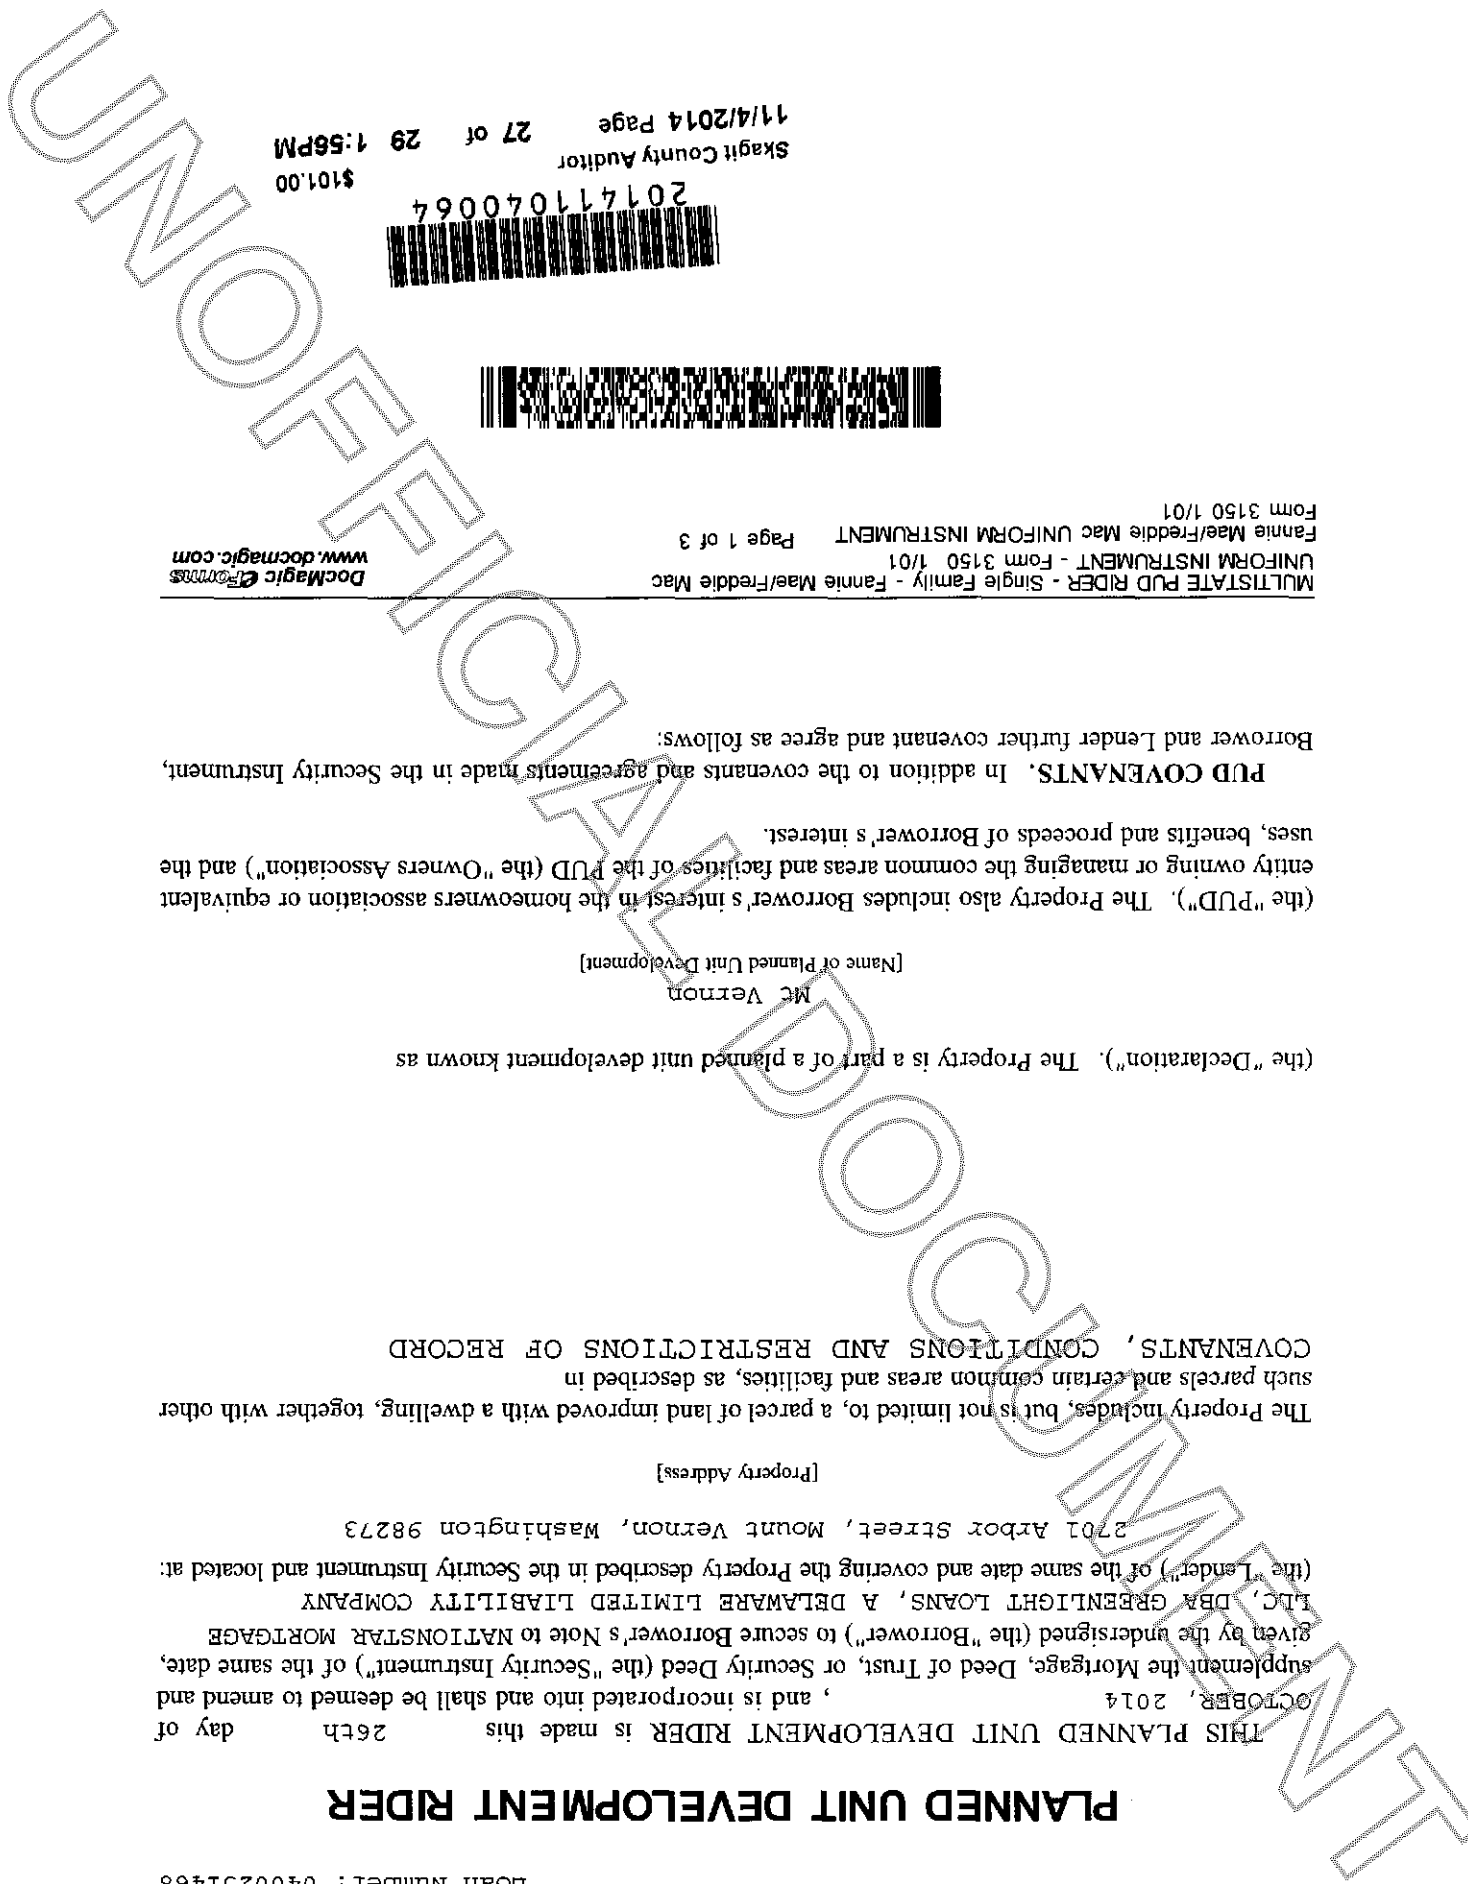 Loan Number: 0400251468
PLANNED UNIT DEVELOPMENT RIDER
THIS PLANNED UNIT DEVELOPMENT RIDER is made this 26th day of
OCTOBER, 2014 , and is incorporated into and shall be deemed to amend and
supplement the Mortgage, Deed of Trust, or Security Deed (the "Security Instrument") of the same date,
given by the undersigned (the "Borrower") to secure Borrower's Note to NATIONSTAR MORTGAGE
LLC, DBA GREENLIGHT LOANS, A DELAWARE LIMITED LIABILITY COMPANY
(the "Lender") of the same date and covering the Property described in the Security Instrument and located at:
2701 Arbor Street, Mount Vernon, Washington 98273
[Property Address]
The Property includes, but is not limited to, a parcel of land improved with a dwelling, together with other
such parcels and certain common areas and facilities, as described in
COVENANTS, CONDITIONS AND RESTRICTIONS OF RECORD
(the "Declaration"). The Property is a part of a planned unit development known as
Mc Vernon
[Name of Planned Unit Development]
(the "PUD"). The Property also includes Borrower's interest in the homeowners association or equivalent
entity owning or managing the common areas and facilities of the PUD (the "Owners Association") and the
uses, benefits and proceeds of Borrower's interest.
PUD COVENANTS. In addition to the covenants and agreements made in the Security Instrument,
Borrower and Lender further covenant and agree as follows:
MULTISTATE PUD RIDER - Single Family - Fannie Mae/Freddie Mac
UNIFORM INSTRUMENT - Form 3150 1/01
Fannie Mae/Freddie Mac UNIFORM INSTRUMENT Page 1 of 3
Form 3150 1/01
DocMagic eForms
www.docmagic.com
201411040064
Skagit County Auditor $101.00
11/4/2014 Page 27 of 29 1:56PM
UNOFFICIAL DOCUMENT